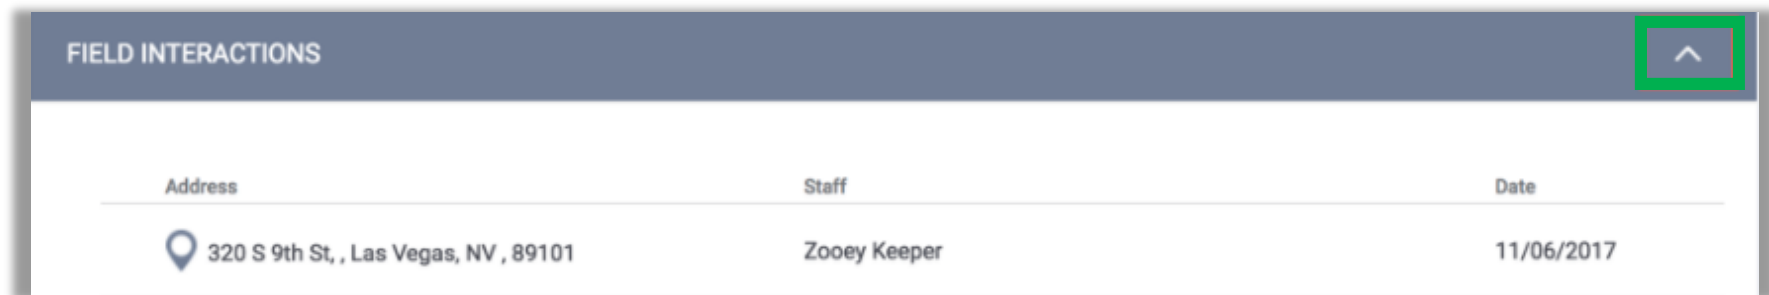 FIELD INTERACTIONS
Address Staff Date
320 S 9th St, , Las Vegas, NV , 89101 Zooey Keeper 11/06/2017